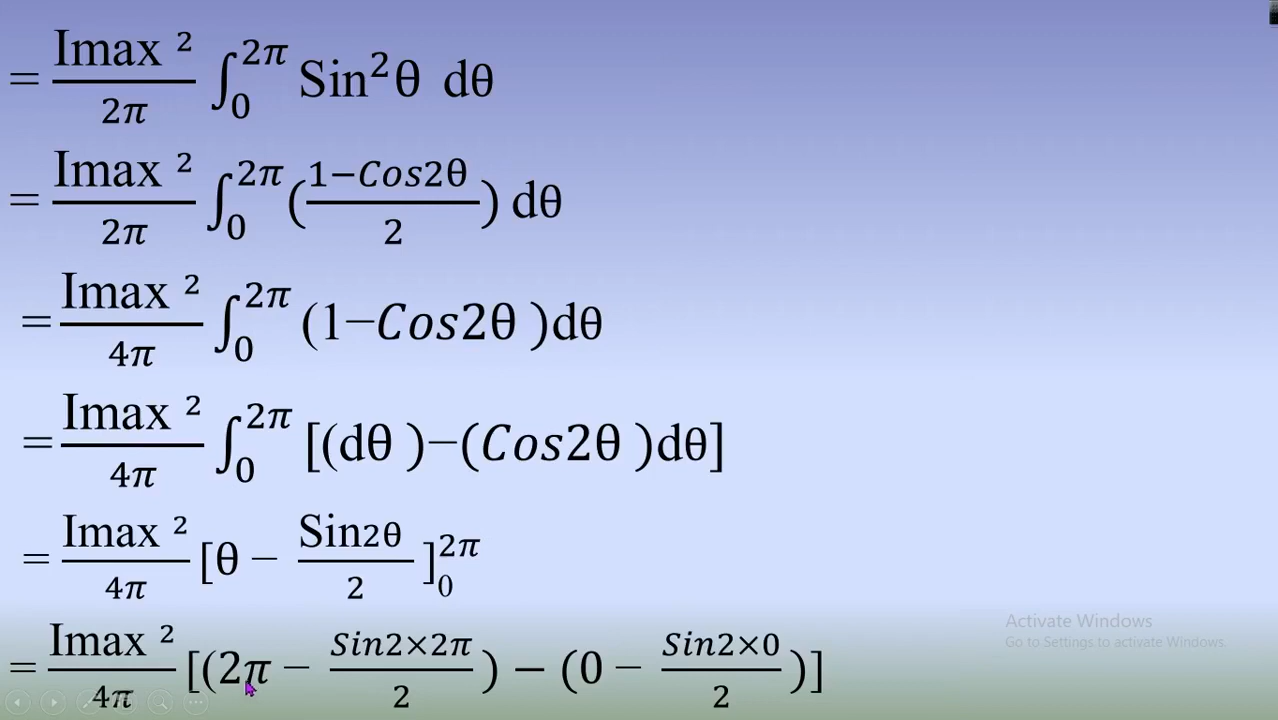 = Imax ²/2π ∫₀^2π Sin²θ dθ
= Imax ²/2π ∫₀^2π (1−Cos2θ/2) dθ
= Imax ²/4π ∫₀^2π (1−Cos2θ )dθ
= Imax ²/4π ∫₀^2π [(dθ )−(Cos2θ )dθ]
= Imax ²/4π [θ − Sin2θ/2 ]₀^2π
= Imax ²/4π [(2π − Sin2×2π/2 ) − (0 − Sin2×0/2 )]
Activate Windows
Go to Settings to activate Windows.